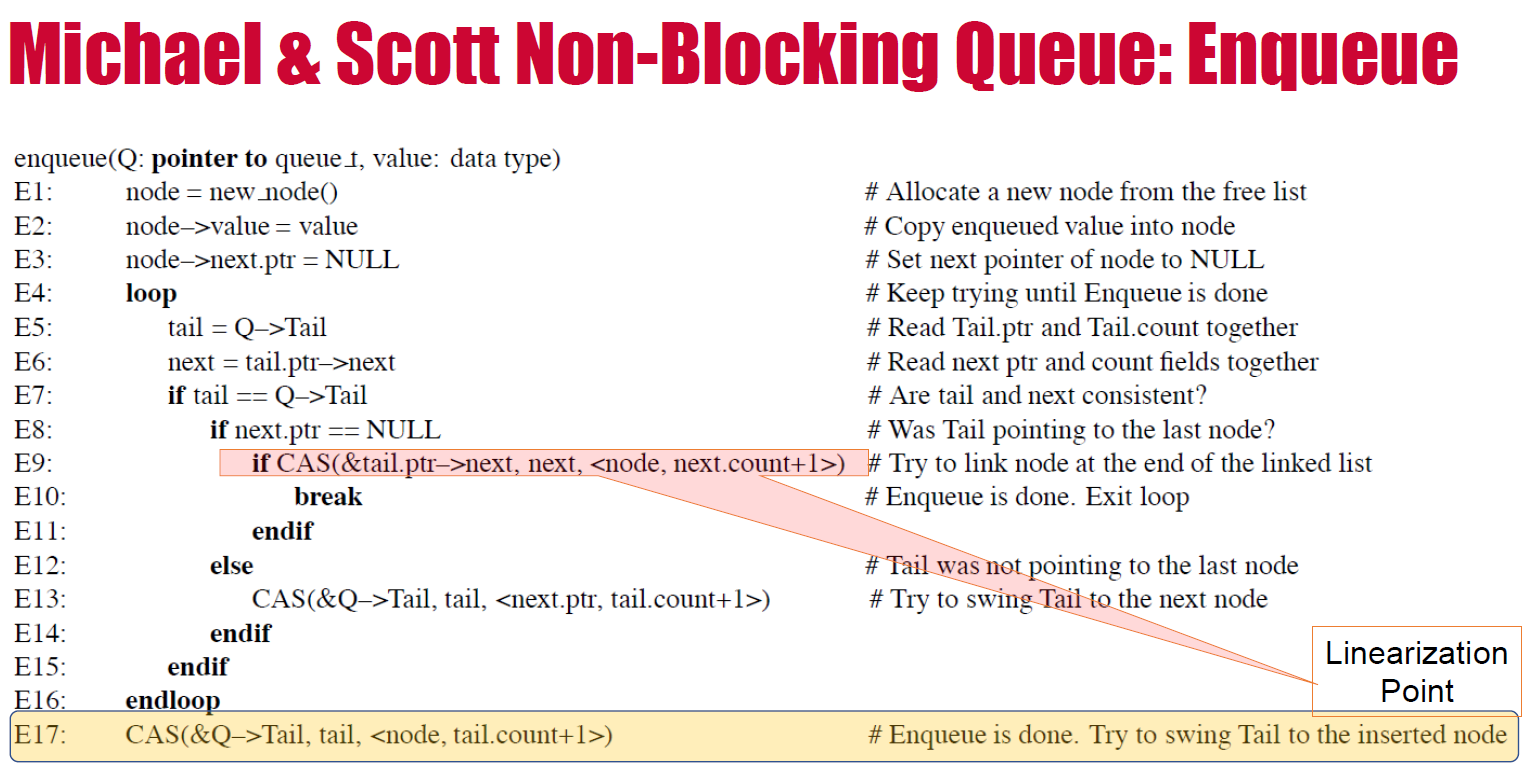 Michael & Scott Non-Blocking Queue: Enqueue
enqueue(Q: pointer to queue_t, value: data type)
E1: node = new_node() # Allocate a new node from the free list
E2: node–>value = value # Copy enqueued value into node
E3: node–>next.ptr = NULL # Set next pointer of node to NULL
E4: loop # Keep trying until Enqueue is done
E5: tail = Q–>Tail # Read Tail.ptr and Tail.count together
E6: next = tail.ptr–>next # Read next ptr and count fields together
E7: if tail == Q–>Tail # Are tail and next consistent?
E8: if next.ptr == NULL # Was Tail pointing to the last node?
E9: if CAS(&tail.ptr–>next, next, <node, next.count+1>) # Try to link node at the end of the linked list
E10: break # Enqueue is done. Exit loop
E11: endif
E12: else # Tail was not pointing to the last node
E13: CAS(&Q–>Tail, tail, <next.ptr, tail.count+1>) # Try to swing Tail to the next node
E14: endif
E15: endif
Linearization
Point
E16: endloop
E17: CAS(&Q–>Tail, tail, <node, tail.count+1>) # Enqueue is done. Try to swing Tail to the inserted node